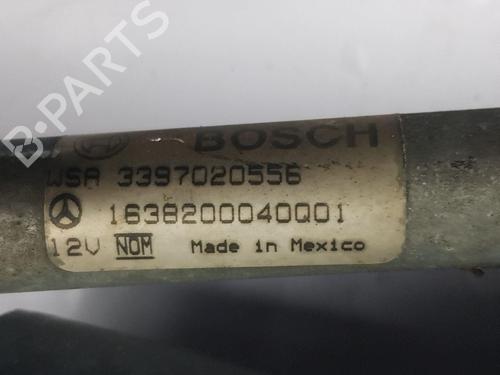 B-PARTS
BOSCH
WSA 3397020556
1638200040Q01
12V NOM Made in Mexico